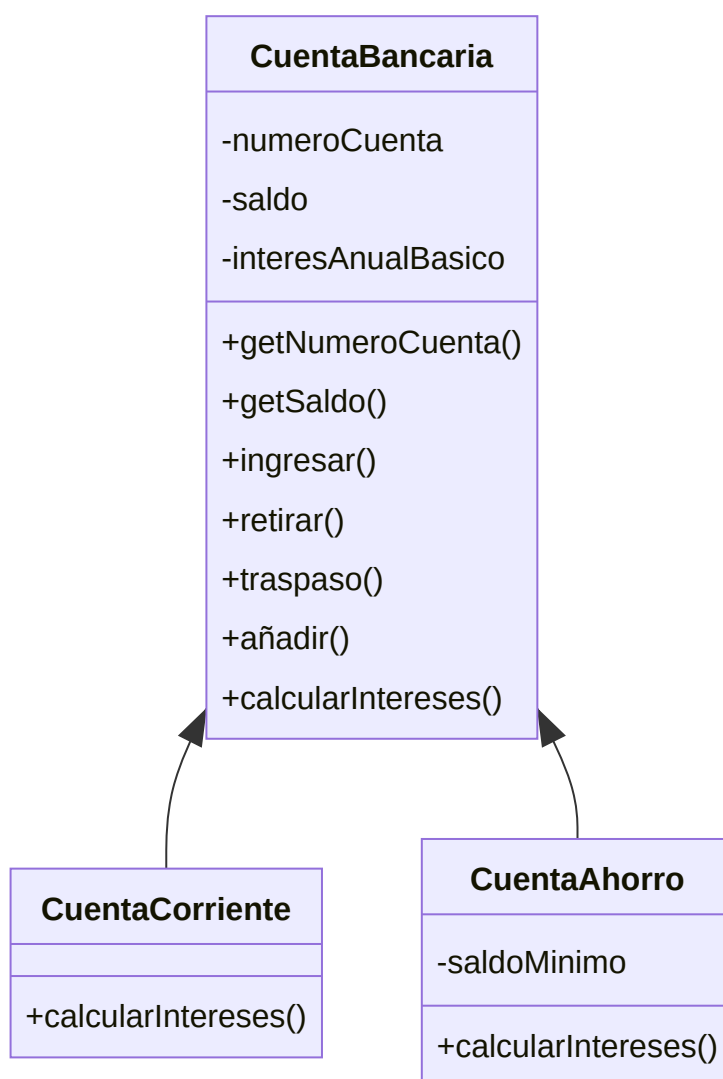 CuentaBancaria
-numeroCuenta
-saldo
-interesAnualBasico
+getNumeroCuenta()
+getSaldo()
+ingresar()
+retirar()
+traspaso()
+añadir()
+calcularIntereses()
CuentaCorriente
+calcularIntereses()
CuentaAhorro
-saldoMinimo
+calcularIntereses()